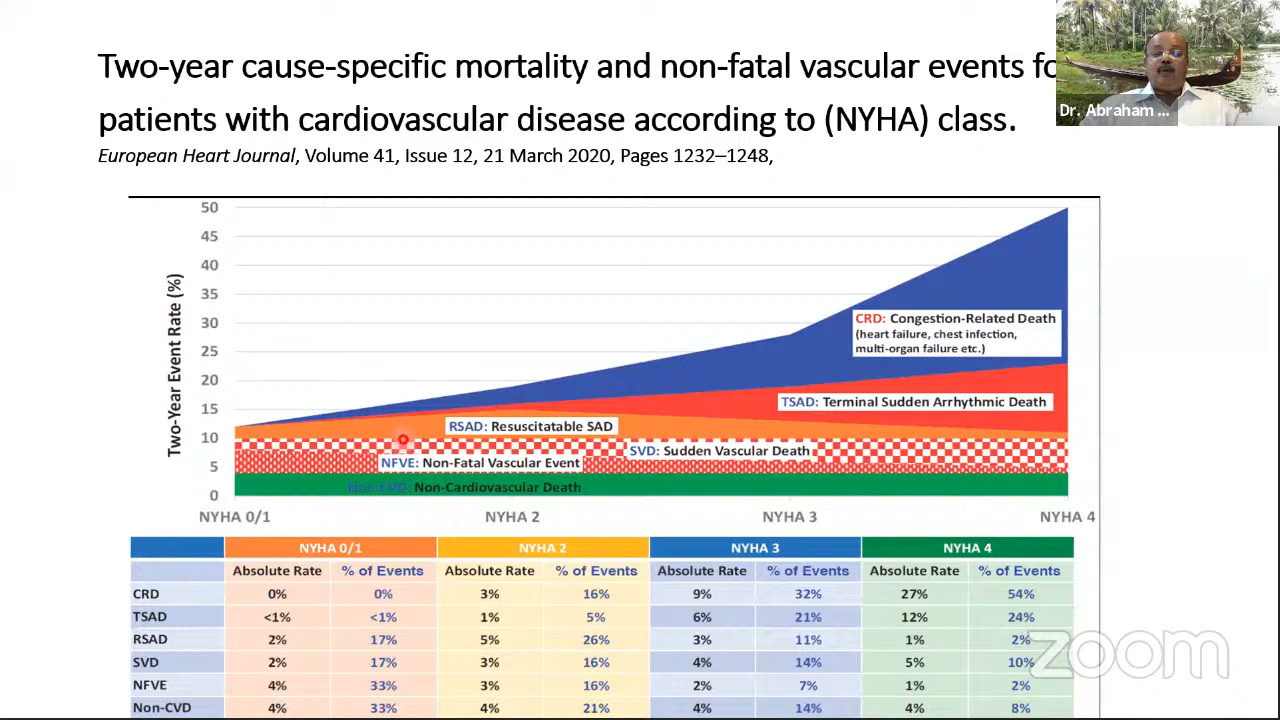 Two-year cause-specific mortality and non-fatal vascular events
patients with cardiovascular disease according to (NYHA) class.
European Heart Journal, Volume 41, Issue 12, 21 March 2020, Pages 1232–1248,
Dr. Abraham ...
Two-Year Event Rate (%)
50
45
40
35
30
25
20
15
10
5
0
CRD: Congestion-Related Death
(heart failure, chest infection,
multi-organ failure etc.)
TSAD: Terminal Sudden Arrhythmic Death
RSAD: Resuscitatable SAD
SVD: Sudden Vascular Death
NFVE: Non-Fatal Vascular Event
Non-CVD: Non-Cardiovascular Death
NYHA 0/1 NYHA 2 NYHA 3 NYHA 4
NYHA 0/1 NYHA 2 NYHA 3 NYHA 4
Absolute Rate % of Events Absolute Rate % of Events Absolute Rate % of Events Absolute Rate % of Events
CRD 0% 0% 3% 16% 9% 32% 27% 54%
TSAD <1% <1% 1% 5% 6% 21% 12% 24%
RSAD 2% 17% 5% 26% 3% 11% 1% 2%
SVD 2% 17% 3% 16% 4% 14% 5% 10%
NFVE 4% 33% 3% 16% 2% 7% 1% 2%
Non-CVD 4% 33% 4% 21% 4% 14% 4% 8%
zoom